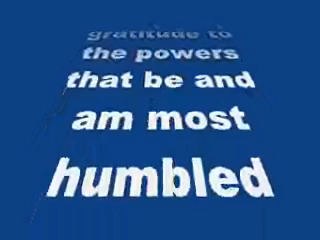 gratitude to
the powers
that be and
am most
humbled